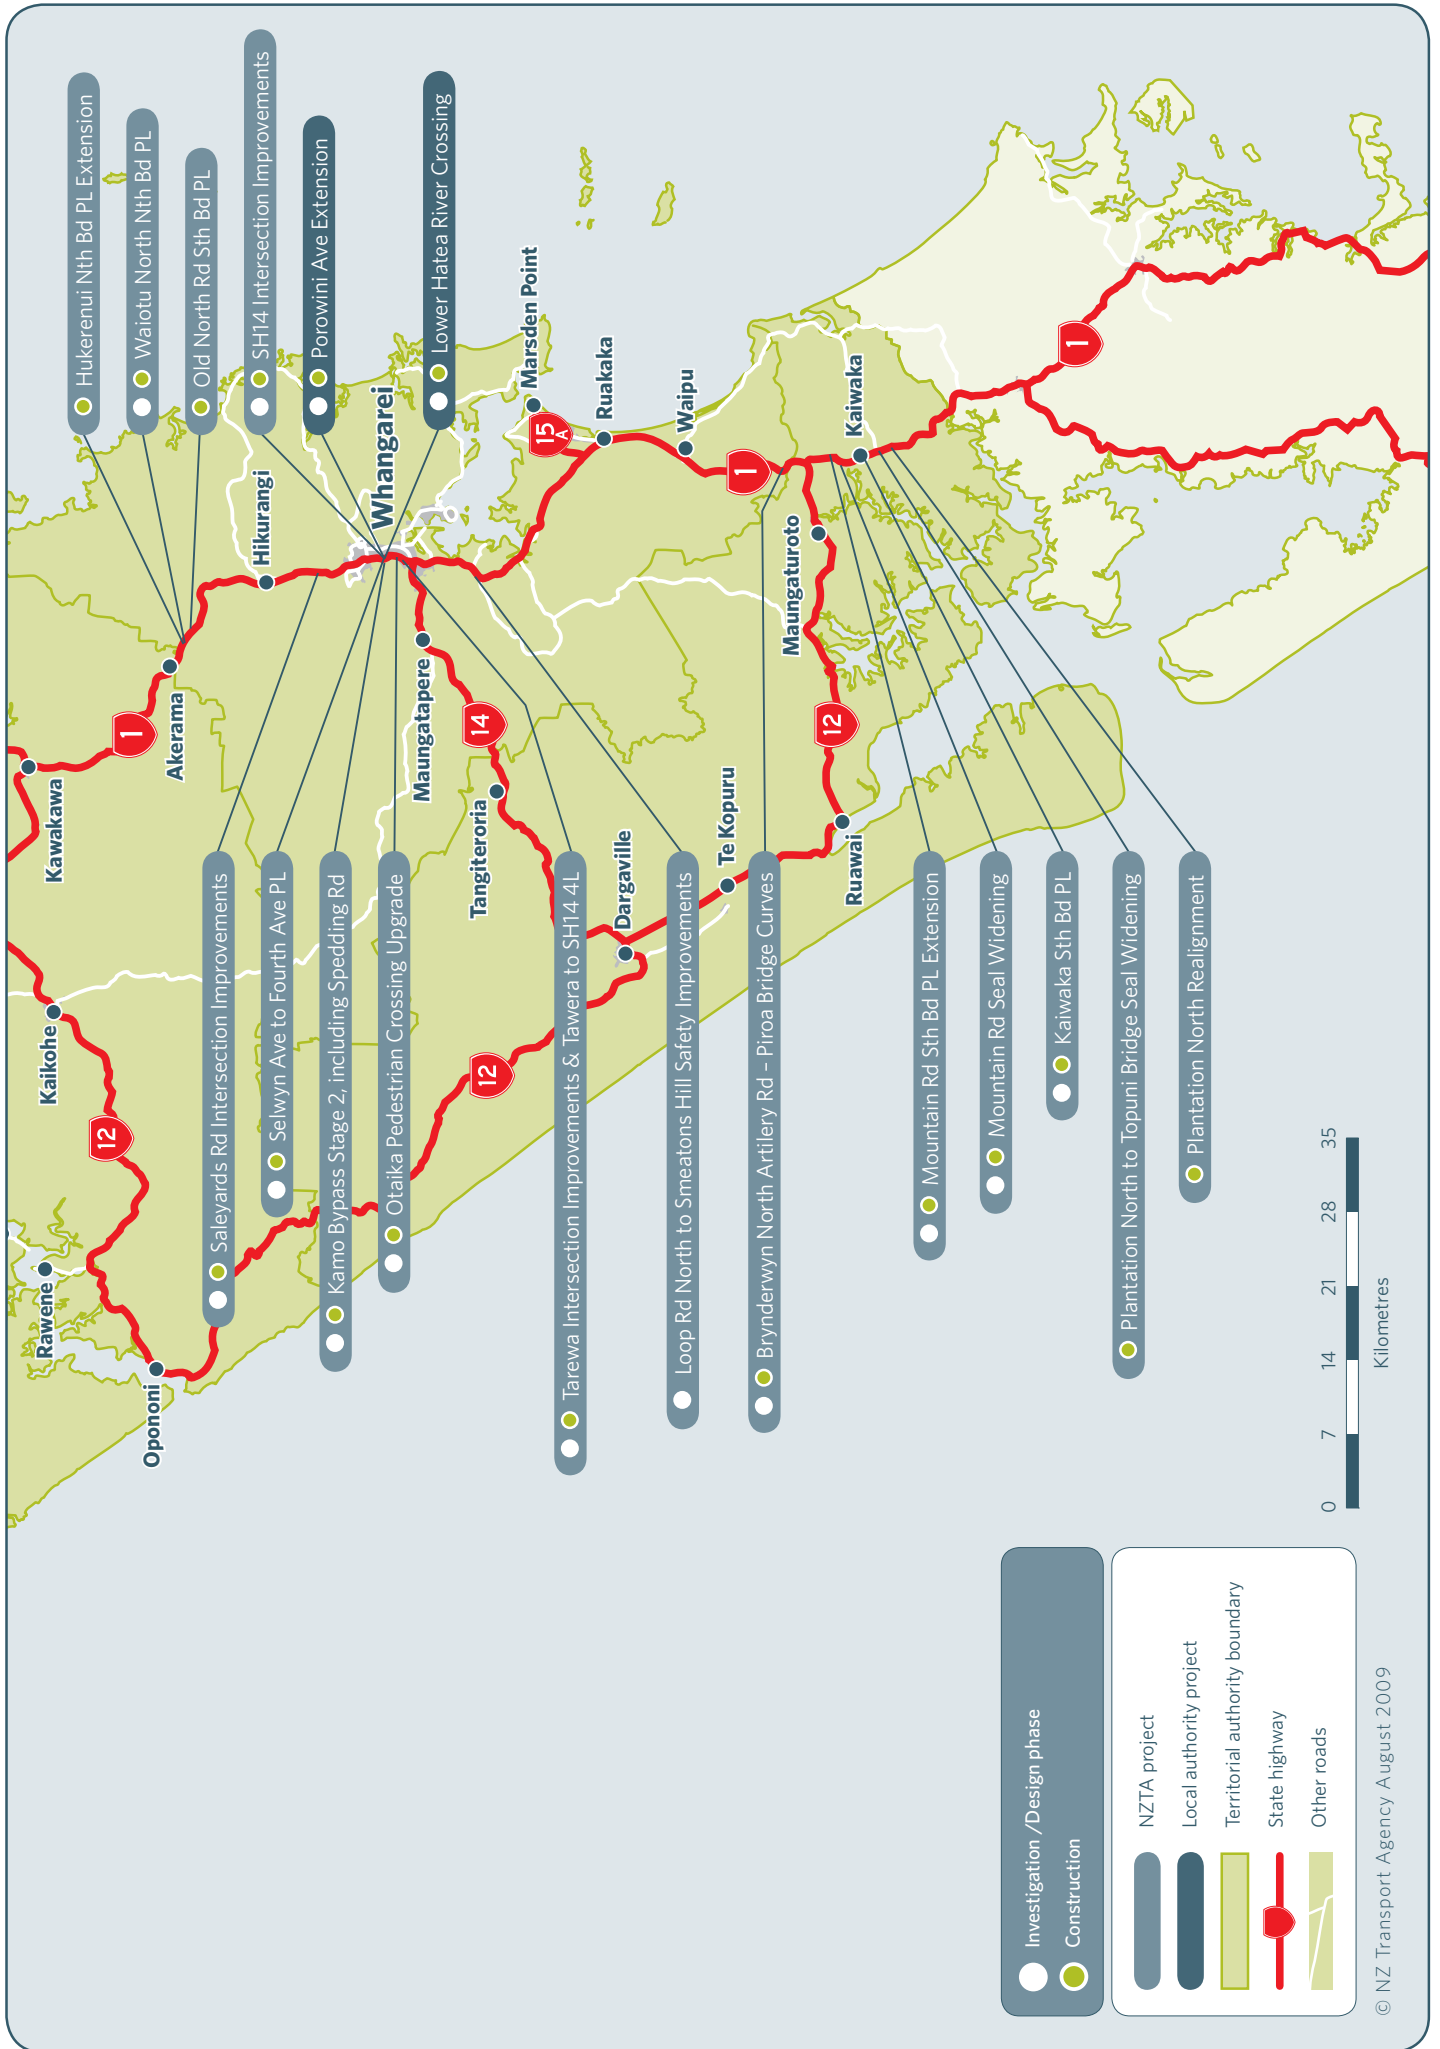 Hukerenui Nth Bd PL Extension
Waiotu North Nth Bd PL
Old North Rd Sth Bd PL
SH14 Intersection Improvements
Porowini Ave Extension
Lower Hatea River Crossing
Kawakawa
1
Akerama
Hikurangi
Whangarei
Marsden Point
15A
Ruakaka
Waipu
1
Kaiwaka
1
Maungaturoto
Maungatapere
14
Tangiteroria
Dargaville
Te Kopuru
12
Ruawai
Kaikohe
12
Rawene
Opononi
12
Saleyards Rd Intersection Improvements
Selwyn Ave to Fourth Ave PL
Kamo Bypass Stage 2, including Spedding Rd
Otaika Pedestrian Crossing Upgrade
Tarewa Intersection Improvements & Tawera to SH14 4L
Loop Rd North to Smeatons Hill Safety Improvements
Brynderwyn North Artilery Rd – Piroa Bridge Curves
Mountain Rd Sth Bd PL Extension
Mountain Rd Seal Widening
Kaiwaka Sth Bd PL
Plantation North to Topuni Bridge Seal Widening
Plantation North Realignment
0 7 14 21 28 35
Kilometres
Investigation /Design phase
Construction
NZTA project
Local authority project
Territorial authority boundary
State highway
Other roads
© NZ Transport Agency August 2009